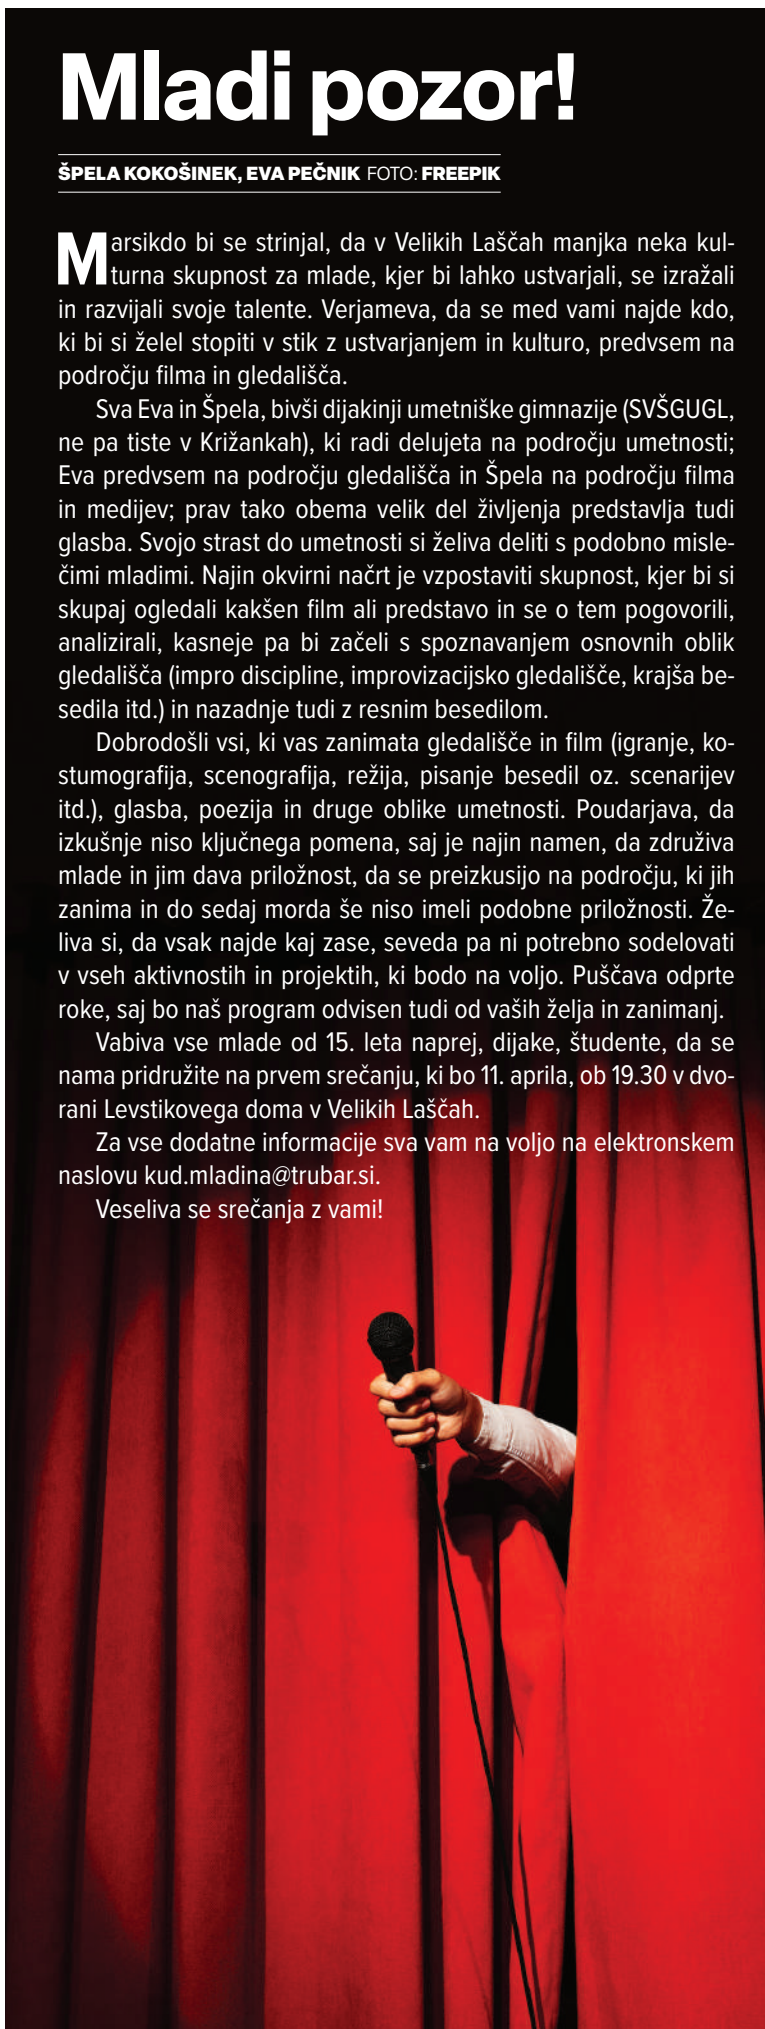 Mladi pozor!
ŠPELA KOKOŠINEK, EVA PEČNIK FOTO: FREEPIK
Marsikdo bi se strinjal, da v Velikih Laščah manjka neka kul-
turna skupnost za mlade, kjer bi lahko ustvarjali, se izražali
in razvijali svoje talente. Verjameva, da se med vami najde kdo,
ki bi si želel stopiti v stik z ustvarjanjem in kulturo, predvsem na
področju filma in gledališča.
Sva Eva in Špela, bivši dijakinji umetniške gimnazije (SVŠGUGL,
ne pa tiste v Križankah), ki radi delujeta na področju umetnosti;
Eva predvsem na področju gledališča in Špela na področju filma
in medijev; prav tako obema velik del življenja predstavlja tudi
glasba. Svojo strast do umetnosti si želiva deliti s podobno misle-
čimi mladimi. Najin okvirni načrt je vzpostaviti skupnost, kjer bi si
skupaj ogledali kakšen film ali predstavo in se o tem pogovorili,
analizirali, kasneje pa bi začeli s spoznavanjem osnovnih oblik
gledališča (impro discipline, improvizacijsko gledališče, krajša be-
sedila itd.) in nazadnje tudi z resnim besedilom.
Dobrodošli vsi, ki vas zanimata gledališče in film (igranje, ko-
stumografija, scenografija, režija, pisanje besedil oz. scenarijev
itd.), glasba, poezija in druge oblike umetnosti. Poudarjava, da
izkušnje niso ključnega pomena, saj je najin namen, da združiva
mlade in jim dava priložnost, da se preizkusijo na področju, ki jih
zanima in do sedaj morda še niso imeli podobne priložnosti. Že-
liva si, da vsak najde kaj zase, seveda pa ni potrebno sodelovati
v vseh aktivnostih in projektih, ki bodo na voljo. Puščava odprte
roke, saj bo naš program odvisen tudi od vaših želja in zanimanj.
Vabiva vse mlade od 15. leta naprej, dijake, študente, da se
nama pridružite na prvem srečanju, ki bo 11. aprila, ob 19.30 v dvo-
rani Levstikovega doma v Velikih Laščah.
Za vse dodatne informacije sva vam na voljo na elektronskem
naslovu kud.mladina@trubar.si.
Veseliva se srečanja z vami!